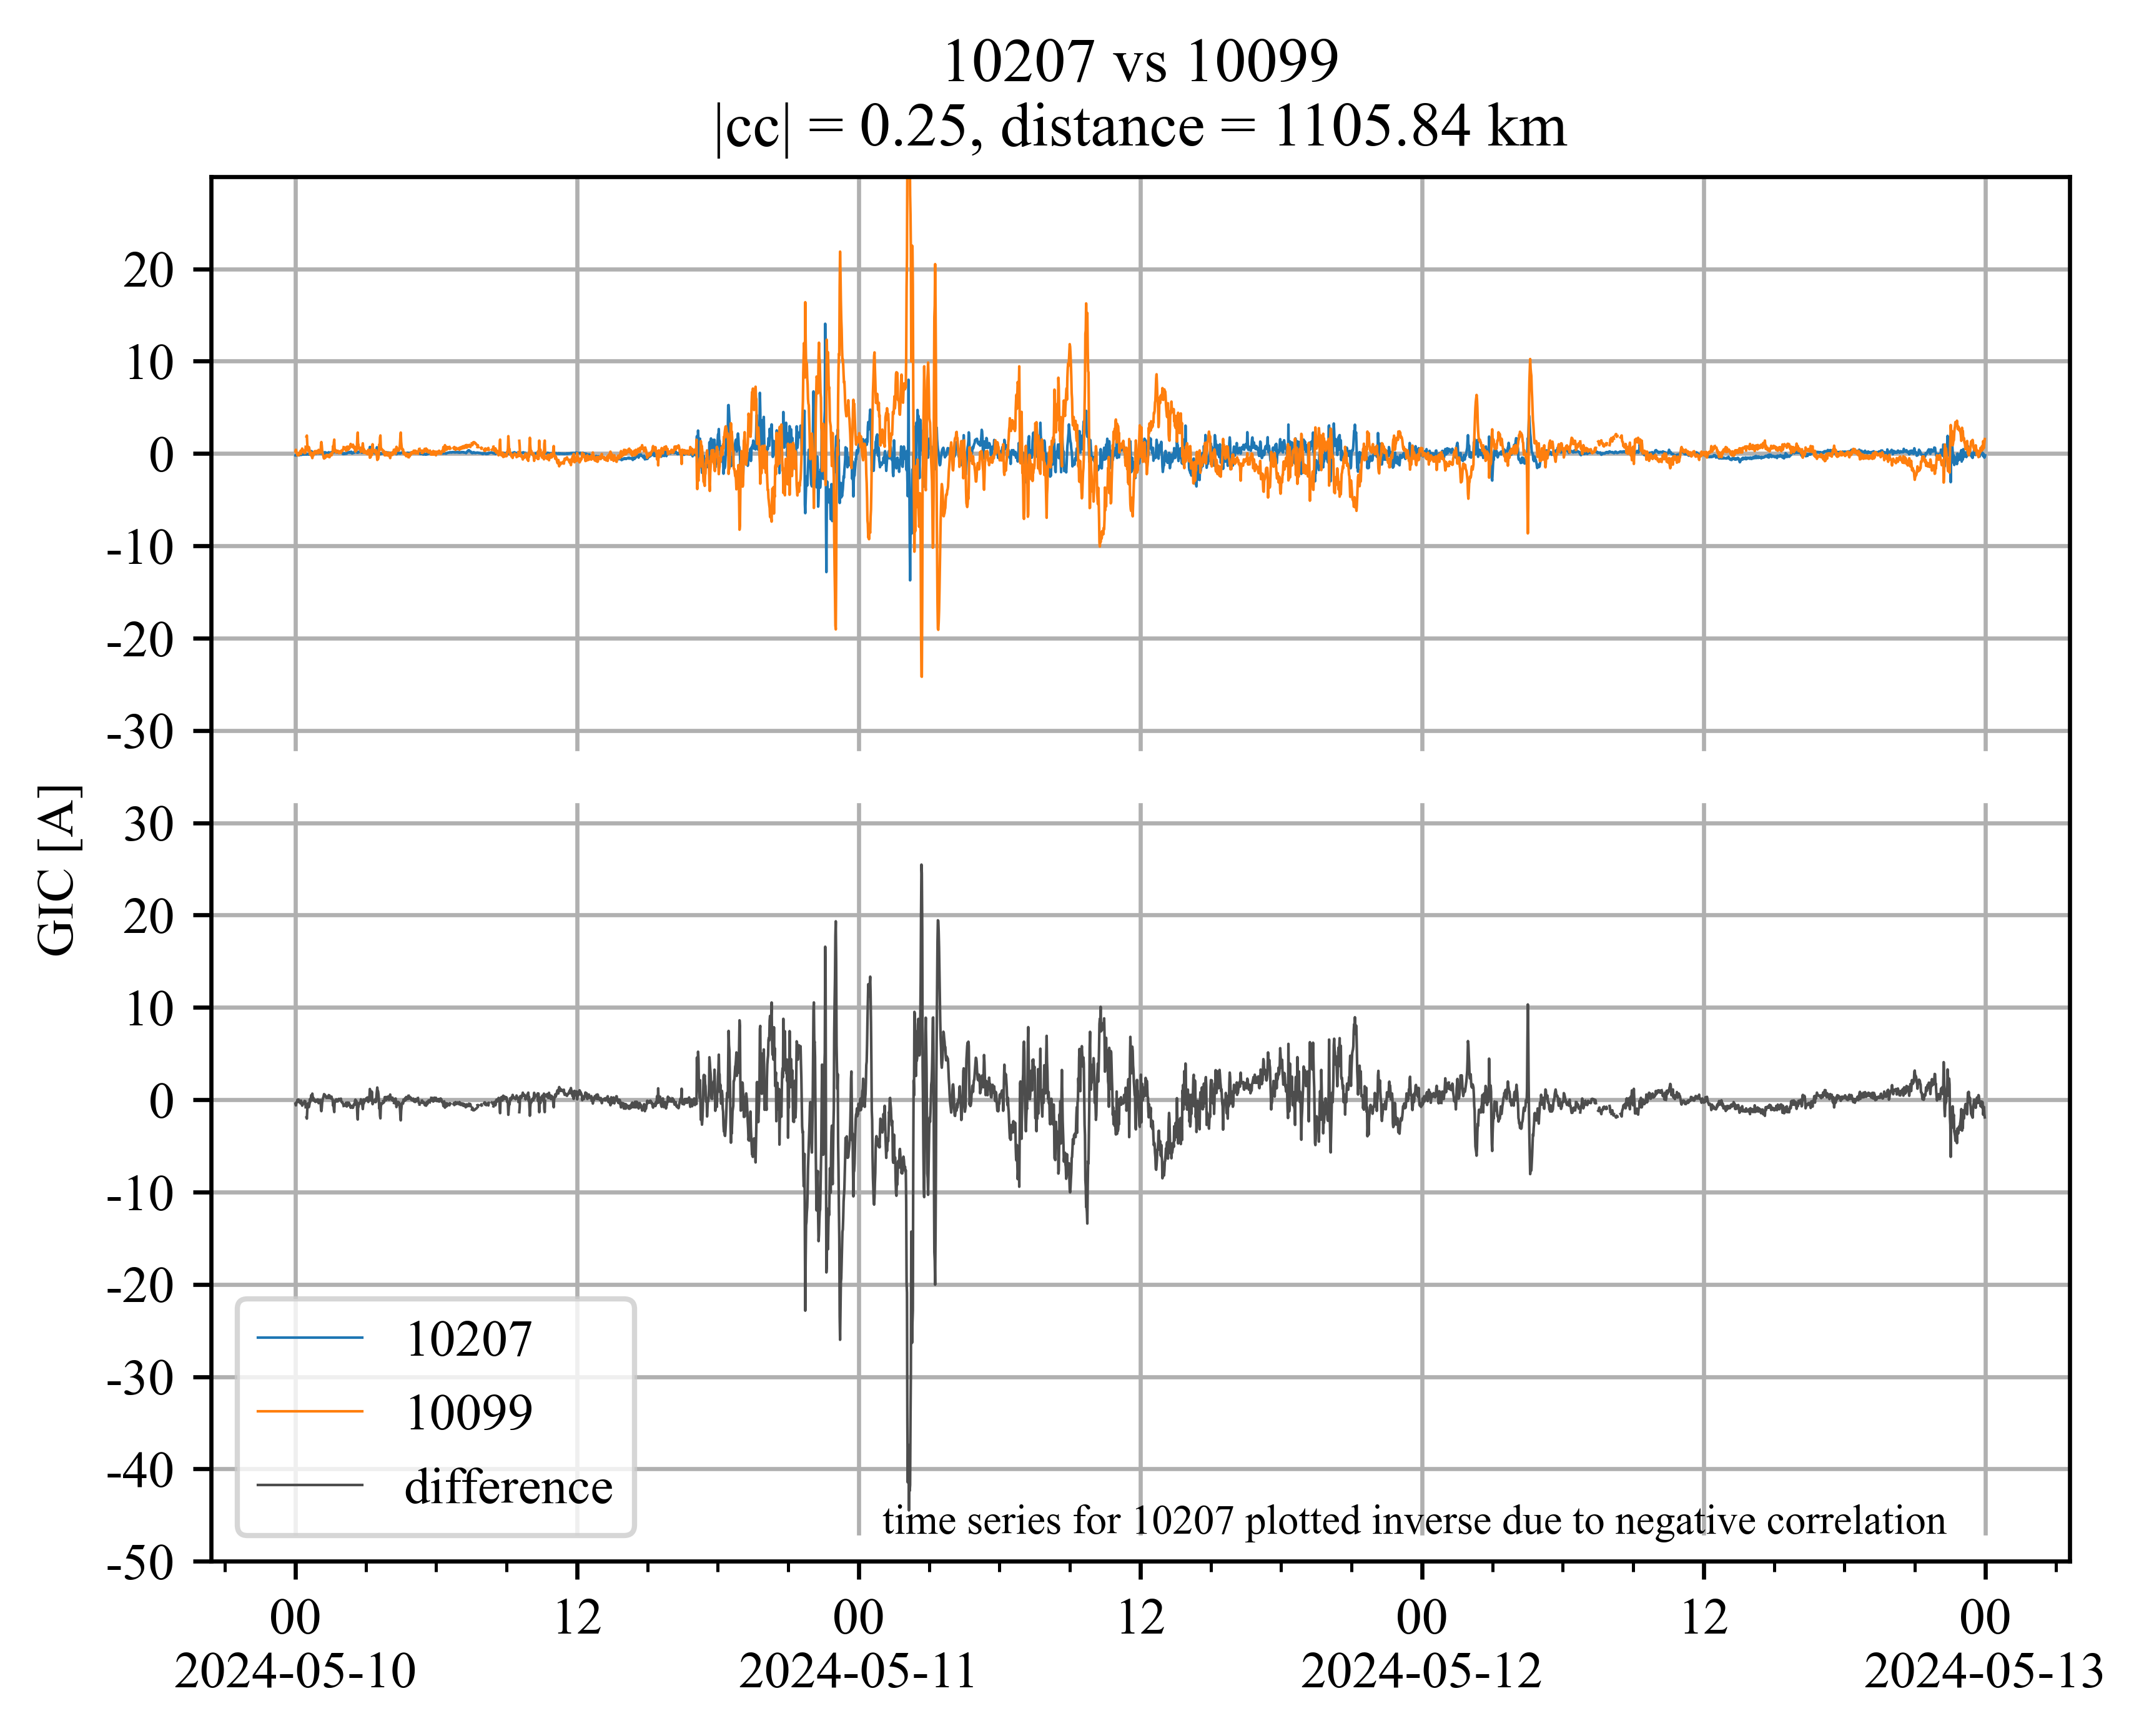 10207 vs 10099
|cc| = 0.25, distance = 1105.84 km
20
10
0
-10
-20
-30
30
20
10
0
-10
-20
-30
-40
-50
GIC [A]
10207
10099
difference
time series for 10207 plotted inverse due to negative correlation
00 12 00 12 00 12 00
2024-05-10 2024-05-11 2024-05-12 2024-05-13